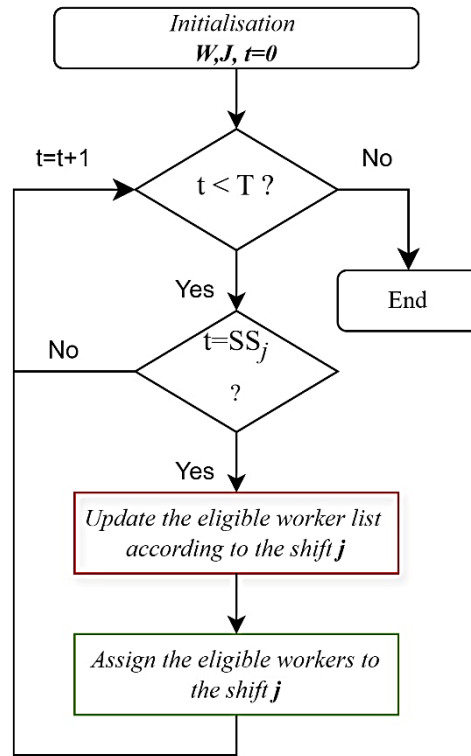 Initialisation
W,J, t=0
t=t+1
No
t < T ?
End
Yes
t=SSj
No
?
Yes
Update the eligible worker list
according to the shift j
Assign the eligible workers to
the shift j